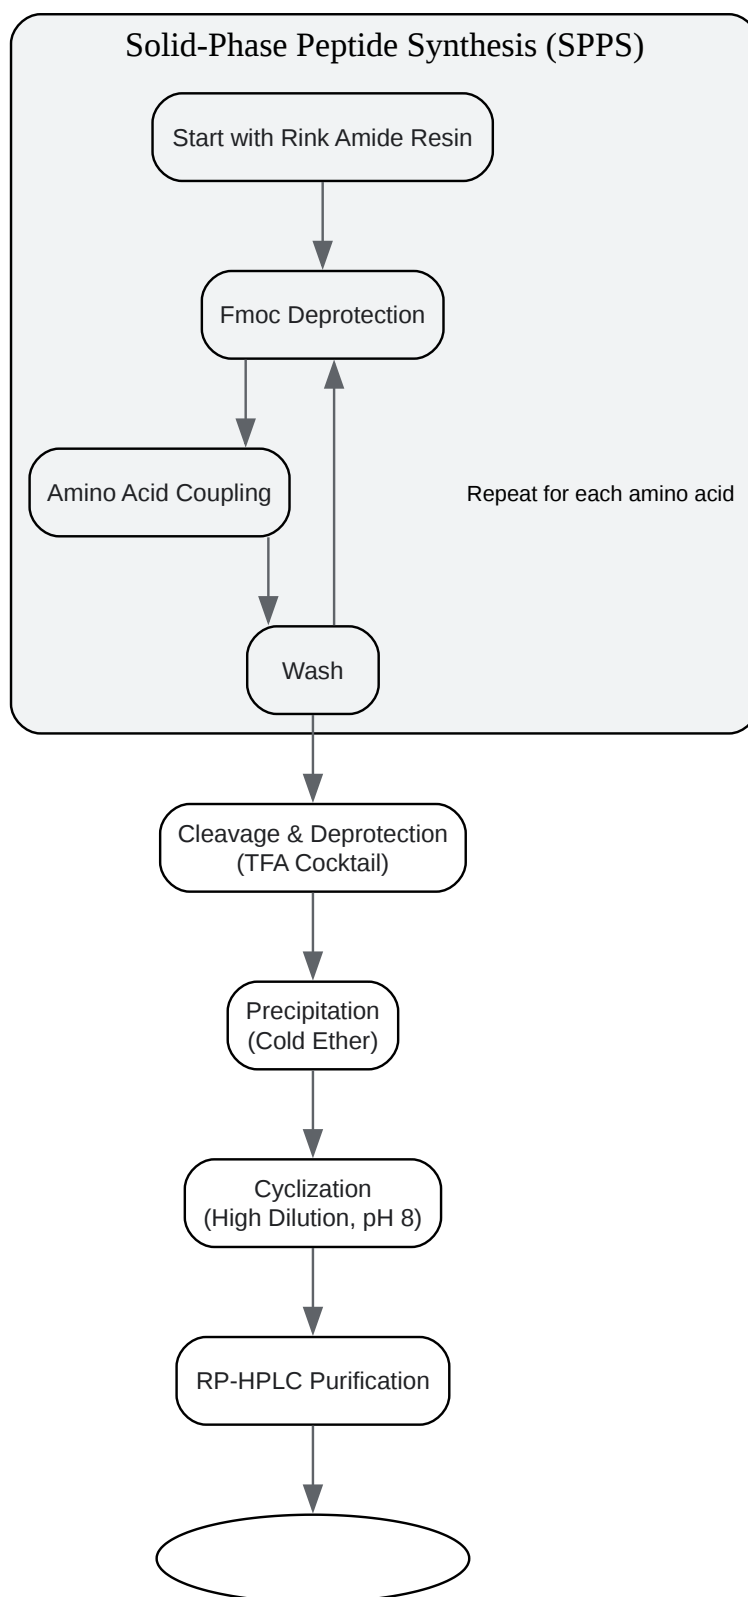 Solid-Phase Peptide Synthesis (SPPS)
Start with Rink Amide Resin
Fmoc Deprotection
Amino Acid Coupling
Repeat for each amino acid
Wash
Cleavage & Deprotection
(TFA Cocktail)
Precipitation
(Cold Ether)
Cyclization
(High Dilution, pH 8)
RP-HPLC Purification